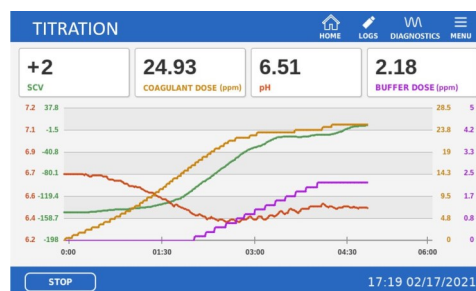 TITRATION
HOME LOGS DIAGNOSTICS MENU
+2 24.93 6.51 2.18
SCV COAGULANT DOSE (ppm) pH BUFFER DOSE (ppm)
7.2 37.8 28.5 5
7.1 -1.5 23.8 4.2
6.9 -40.8 19 3.3
6.7 -80.1 14.3 2.5
6.6 -119.4 9.5 1.7
6.4 -158.7 4.8 0.8
6.2 -198 0 0
0:00 01:30 03:00 04:30 06:00
STOP 17:19 02/17/2021